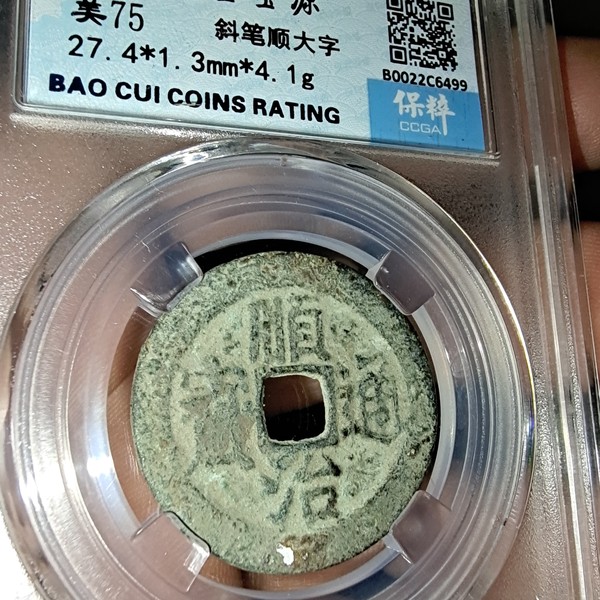 美75
斜笔顺大字
27.4*1.3mm*4.1g
BAO CUI COINS RATING
B0022C6499
保粹
CCGA
順治通寳